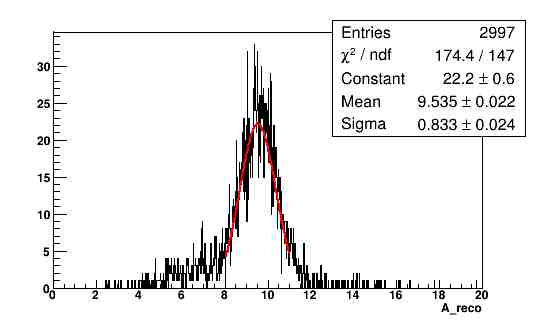 Entries 2997
χ² / ndf 174.4 / 147
Constant 22.2 ± 0.6
Mean 9.535 ± 0.022
Sigma 0.833 ± 0.024
30
25
20
15
10
5
0
0 2 4 6 8 10 12 14 16 18 20
A_reco